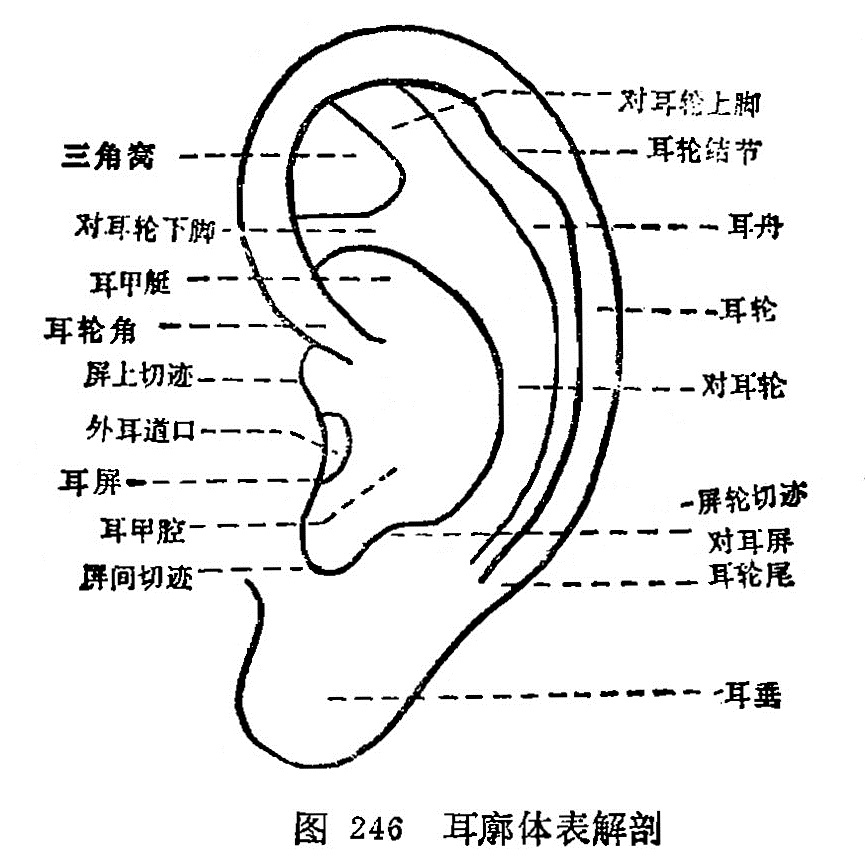 对耳轮上脚
三角窝
耳轮结节
对耳轮下脚
耳舟
耳甲艇
耳轮角
耳轮
屏上切迹
对耳轮
外耳道口
耳屏
屏轮切迹
耳甲腔
对耳屏
屏间切迹
耳轮尾
耳垂
图 246 耳廓体表解剖